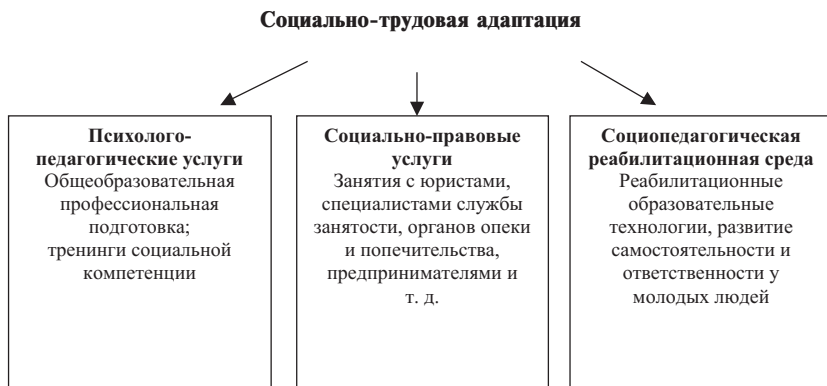 Социально-трудовая адаптация
Психолого-
педагогические услуги
Общеобразовательная
профессиональная
подготовка;
тренинги социальной
компетенции
Социально-правовые
услуги
Занятия с юристами,
специалистами службы
занятости, органов опеки
и попечительства,
предпринимателями и
т. д.
Социопедагогическая
реабилитационная среда
Реабилитационные
образовательные
технологии, развитие
самостоятельности и
ответственности у
молодых людей